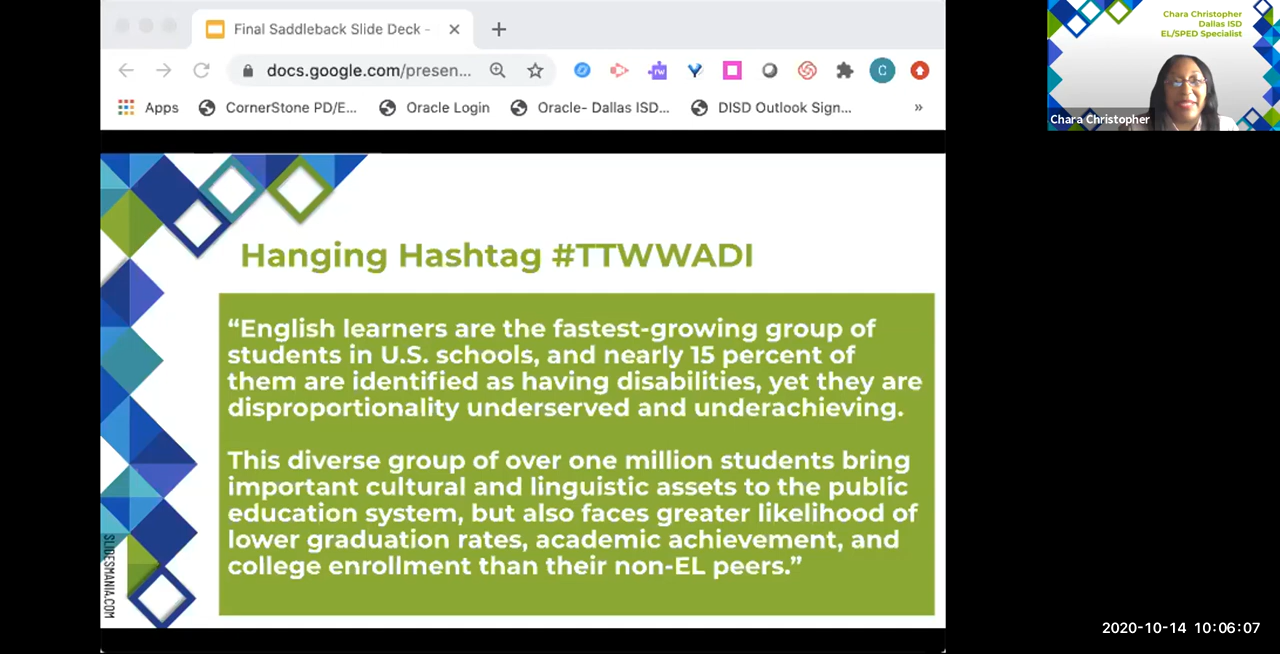 Final Saddleback Slide Deck -
docs.google.com/presen...
rw
C
Apps
CornerStone PD/E...
Oracle Login
Oracle- Dallas ISD...
DISD Outlook Sign...
»
Chara Christopher
Dallas ISD
EL/SPED Specialist
Chara Christopher
Hanging Hashtag #TTWWADI
“English learners are the fastest-growing group of
students in U.S. schools, and nearly 15 percent of
them are identified as having disabilities, yet they are
disproportionality underserved and underachieving.
This diverse group of over one million students bring
important cultural and linguistic assets to the public
education system, but also faces greater likelihood of
lower graduation rates, academic achievement, and
college enrollment than their non-EL peers.”
SLIDESMANIA.COM
2020-10-14 10:06:07